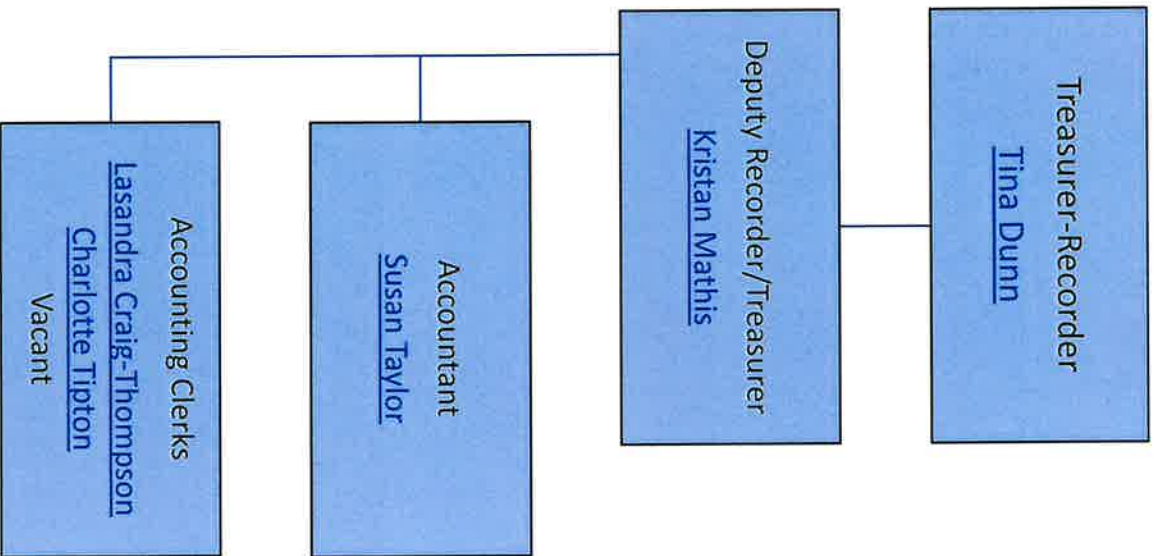 Treasurer-Recorder
Tina Dunn
Deputy Recorder/Treasurer
Kristan Mathis
Accountant
Susan Taylor
Accounting Clerks
Lasandra Craig-Thompson
Charlotte Tipton
Vacant